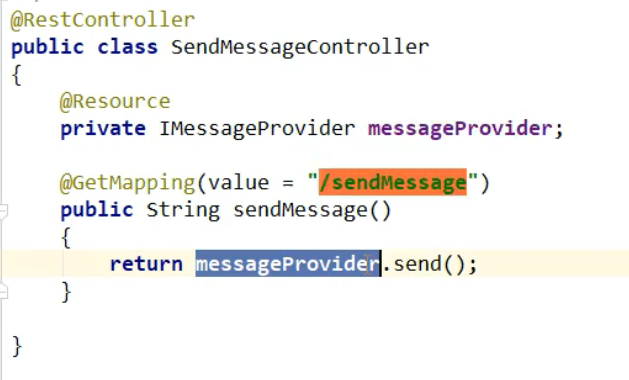 @RestController
public class SendMessageController
{
    @Resource
    private IMessageProvider messageProvider;
    @GetMapping(value = "/sendMessage")
    public String sendMessage()
    {
        return messageProvider.send();
    }
}